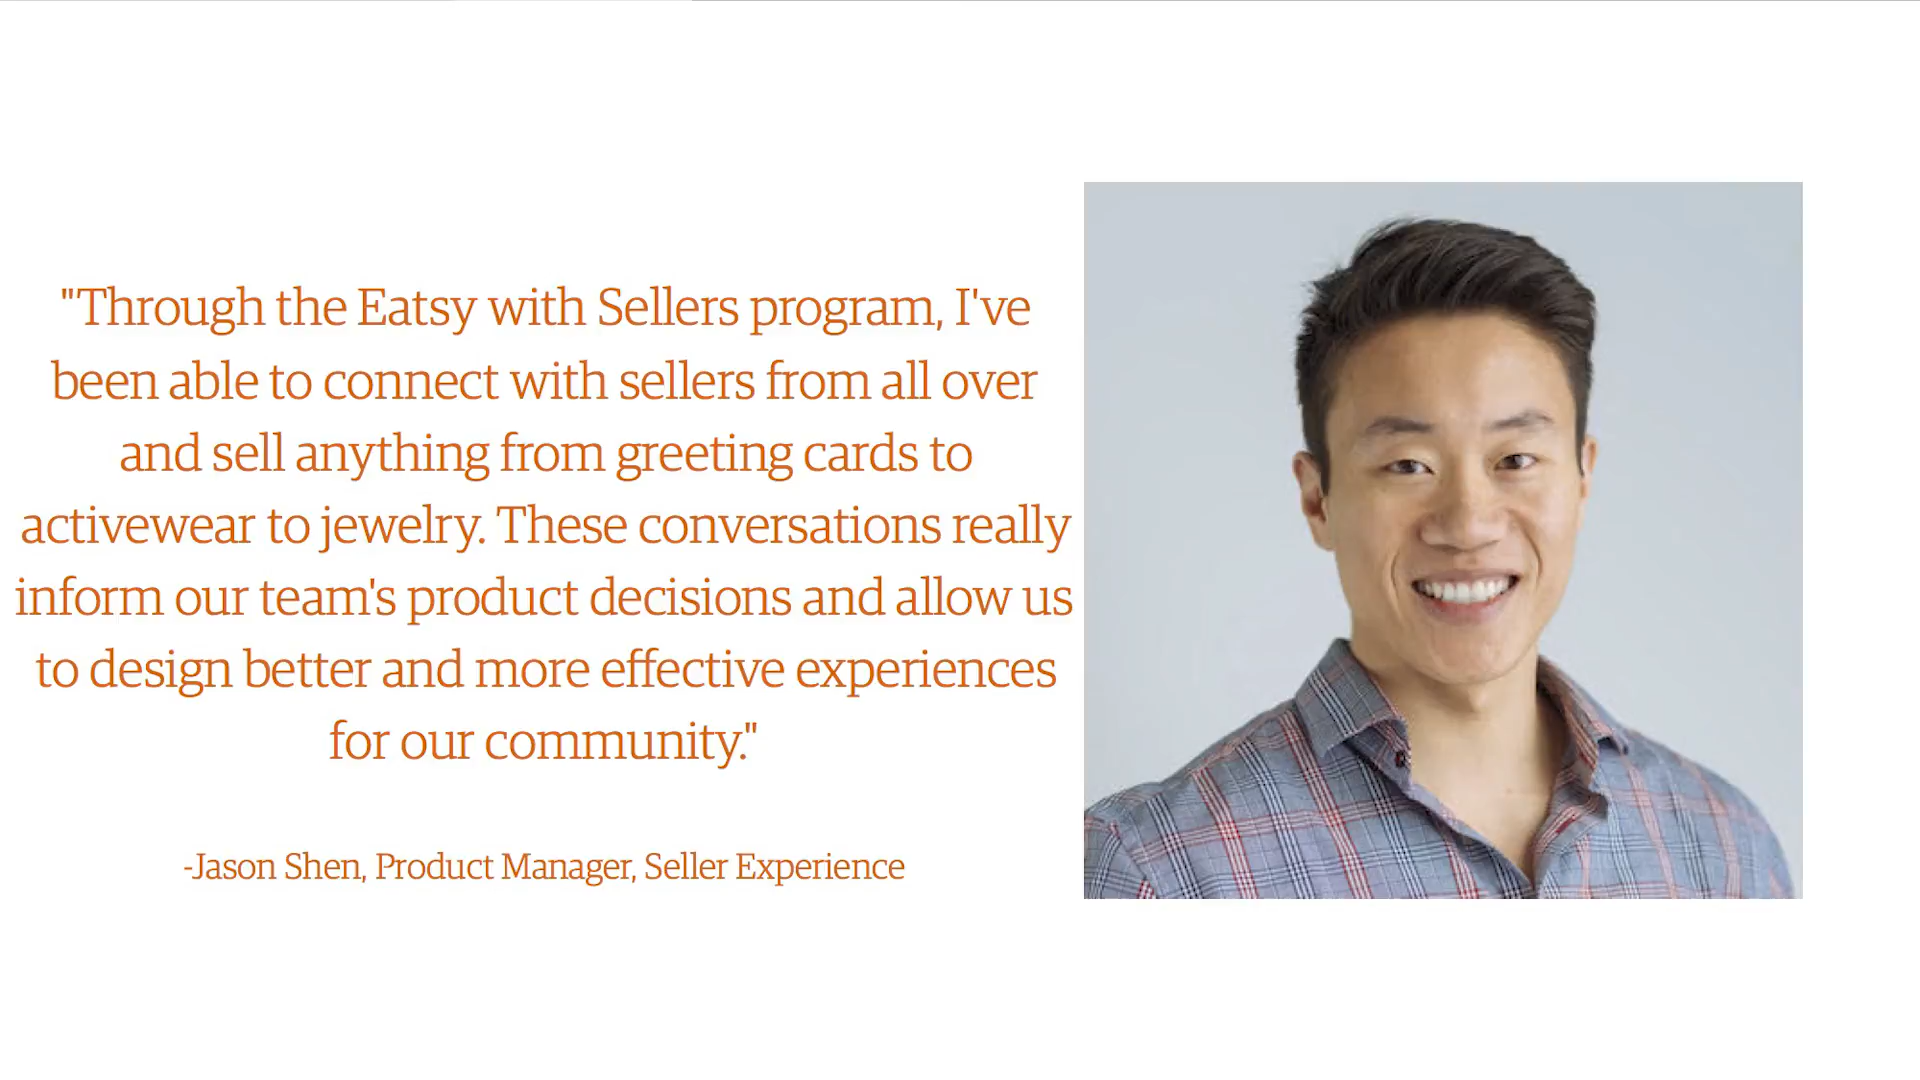 "Through the Eatsy with Sellers program, I've
been able to connect with sellers from all over
and sell anything from greeting cards to
activewear to jewelry. These conversations really
inform our team's product decisions and allow us
to design better and more effective experiences
for our community."
-Jason Shen, Product Manager, Seller Experience